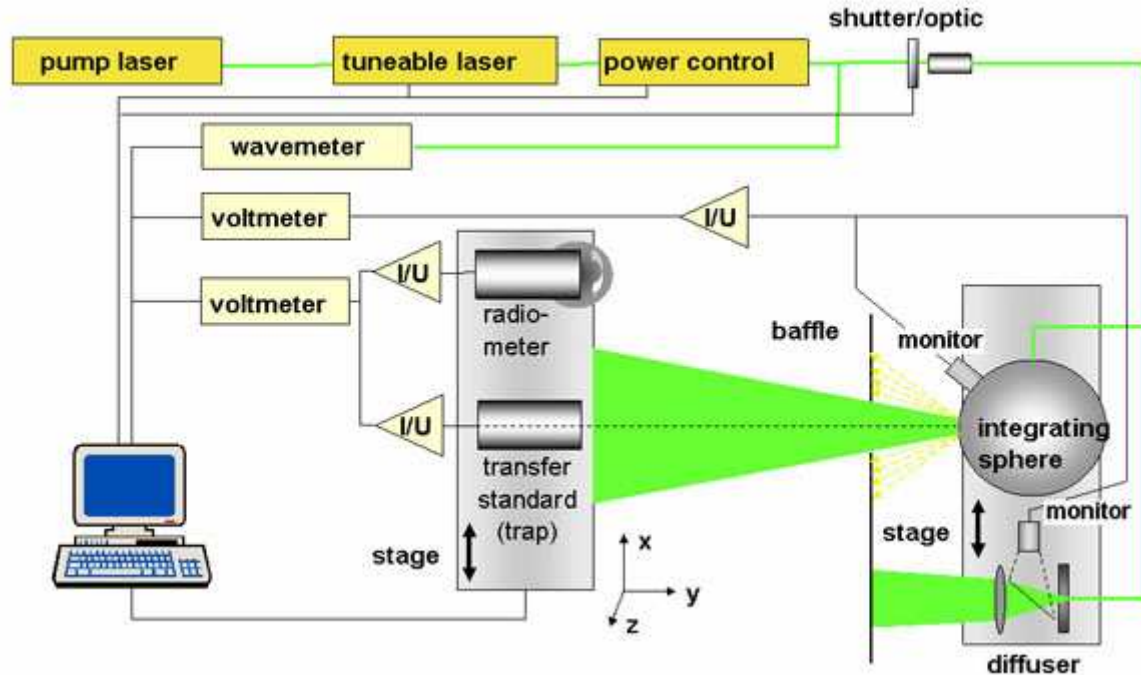 shutter/optic
pump laser
tuneable laser
power control
wavemeter
voltmeter
I/U
voltmeter
I/U
radio-
meter
baffle
monitor
integrating
sphere
I/U
transfer
standard
(trap)
stage
x
y
z
stage
monitor
diffuser